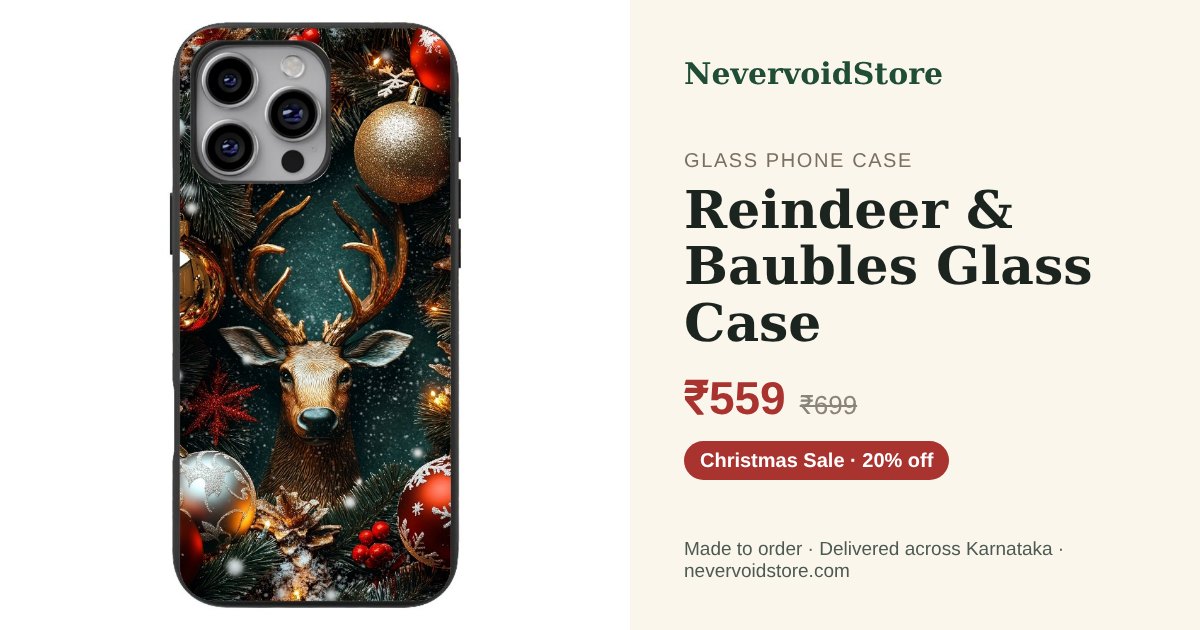 NevervoidStore
GLASS PHONE CASE
Reindeer &
Baubles Glass
Case
₹559 ₹699
Christmas Sale · 20% off
Made to order · Delivered across Karnataka ·
nevervoidstore.com